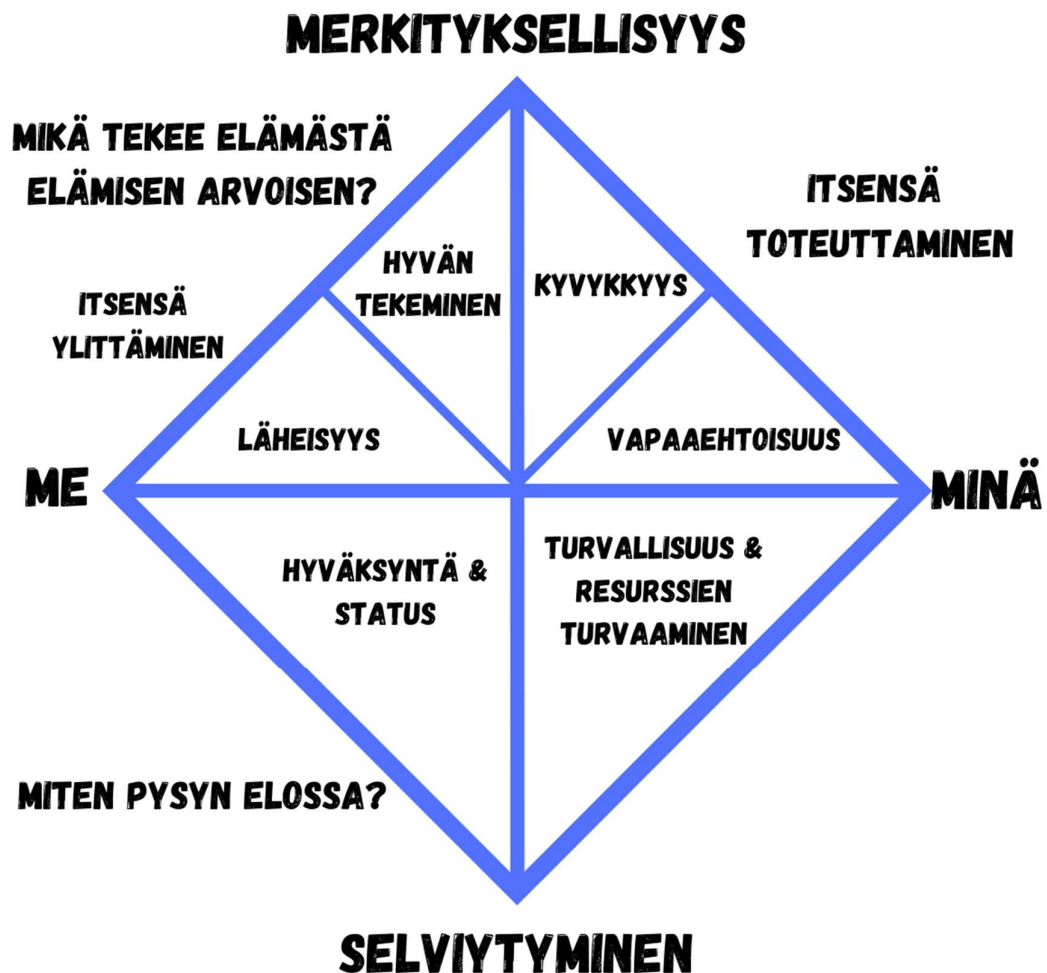 MERKITYKSELLISYYS
MIKÄ TEKEE ELÄMÄSTÄ
ELÄMISEN ARVOISEN?
ITSENSÄ
TOTEUTTAMINEN
HYVÄN
TEKEMINEN
KYVYKKYYS
ITSENSÄ
YLITTÄMINEN
LÄHEISYYS
VAPAAEHTOISUUS
ME
MINÄ
HYVÄKSYNTÄ &
STATUS
TURVALLISUUS &
RESURSSIEN
TURVAAMINEN
MITEN PYSYN ELOSSA?
SELVIYTYMINEN